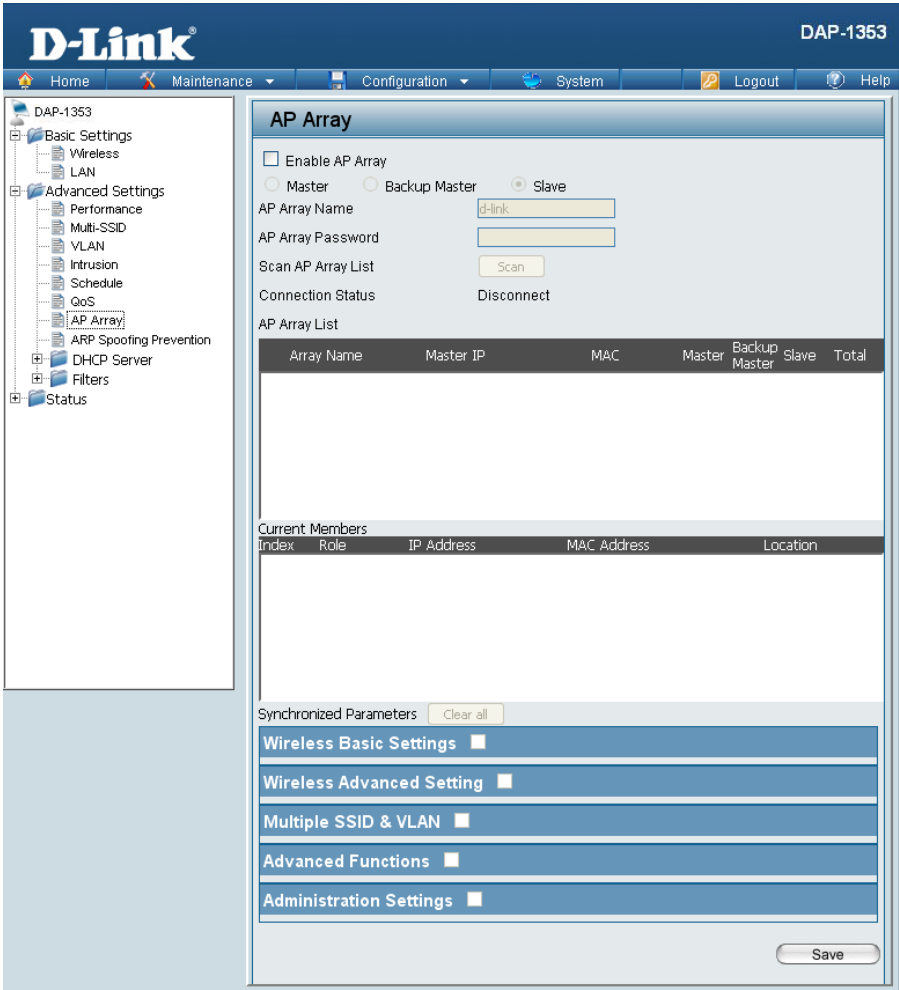 D-Link®
DAP-1353
Home Maintenance Configuration System Logout Help
DAP-1353
Basic Settings
Wireless
LAN
Advanced Settings
Performance
Multi-SSID
VLAN
Intrusion
Schedule
QoS
AP Array
ARP Spoofing Prevention
DHCP Server
Filters
Status
AP Array
Enable AP Array
Master Backup Master Slave
AP Array Name d-link
AP Array Password
Scan AP Array List Scan
Connection Status Disconnect
AP Array List
Array Name Master IP MAC Master Backup Master Slave Total
Current Members
Index Role IP Address MAC Address Location
Synchronized Parameters Clear all
Wireless Basic Settings
Wireless Advanced Setting
Multiple SSID & VLAN
Advanced Functions
Administration Settings
Save